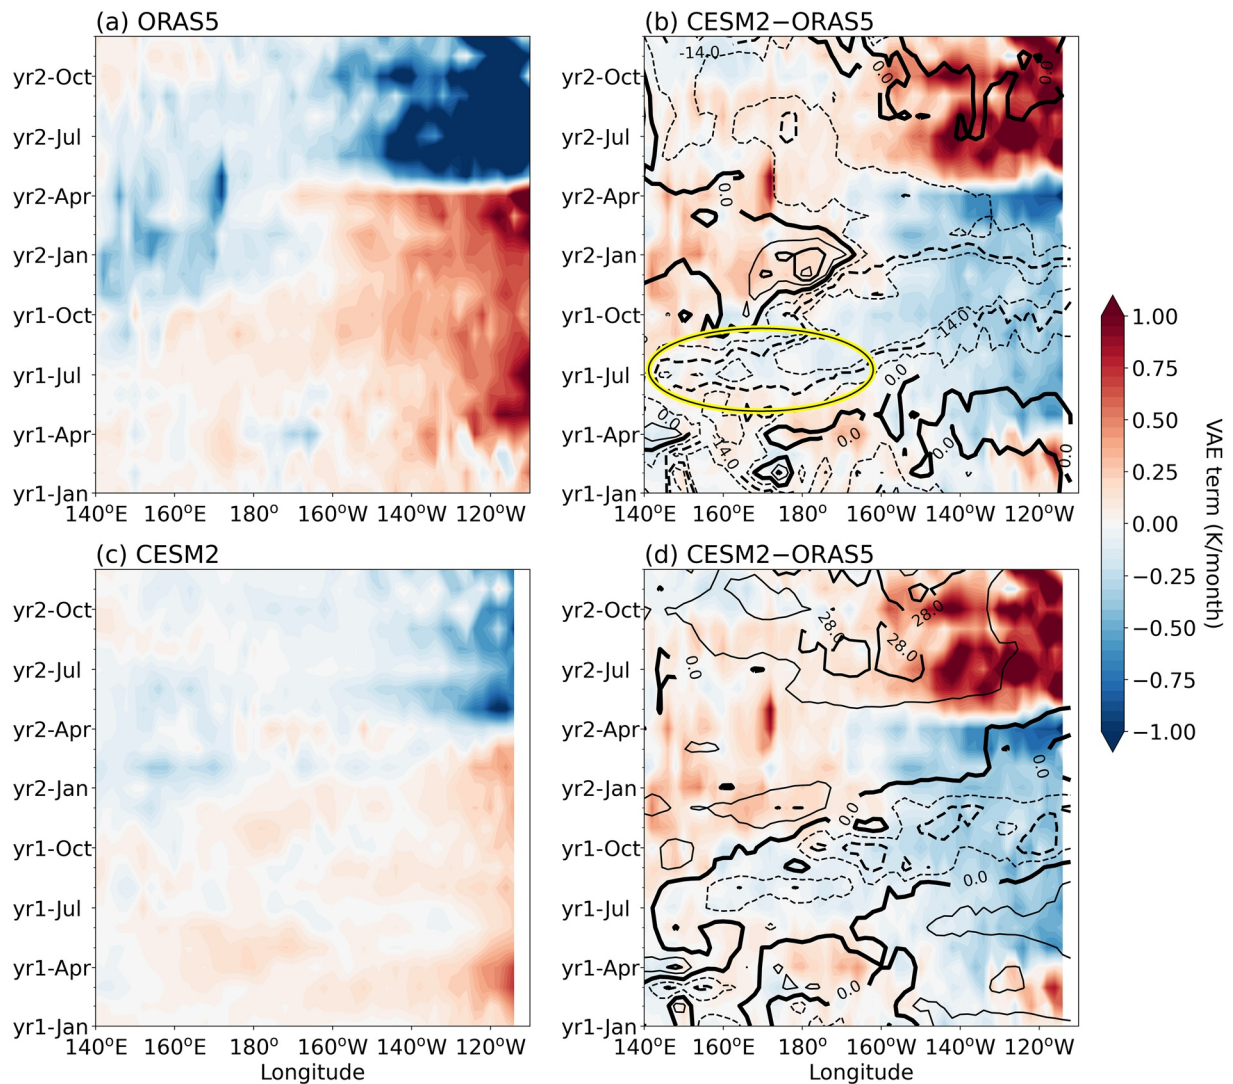 (a) ORAS5
(b) CESM2−ORAS5
yr2-Oct
yr2-Jul
yr2-Apr
yr2-Jan
yr1-Oct
yr1-Jul
yr1-Apr
yr1-Jan
140°E 160°E 180° 160°W 140°W 120°W
yr2-Oct
yr2-Jul
yr2-Apr
yr2-Jan
yr1-Oct
yr1-Jul
yr1-Apr
yr1-Jan
-14.0
0.0
0.0
0.0
-14.0
0.0
0.0
0.0
-14.0
0.0
0.0
140°E 160°E 180° 160°W 140°W 120°W
(c) CESM2
(d) CESM2−ORAS5
yr2-Oct
yr2-Jul
yr2-Apr
yr2-Jan
yr1-Oct
yr1-Jul
yr1-Apr
yr1-Jan
140°E 160°E 180° 160°W 140°W 120°W
Longitude
yr2-Oct
yr2-Jul
yr2-Apr
yr2-Jan
yr1-Oct
yr1-Jul
yr1-Apr
yr1-Jan
28.0
28.0
28.0
0.0
0.0
0.0
0.0
0.0
140°E 160°E 180° 160°W 140°W 120°W
Longitude
1.00
0.75
0.50
0.25
0.00
−0.25
−0.50
−0.75
−1.00
VAE term (K/month)